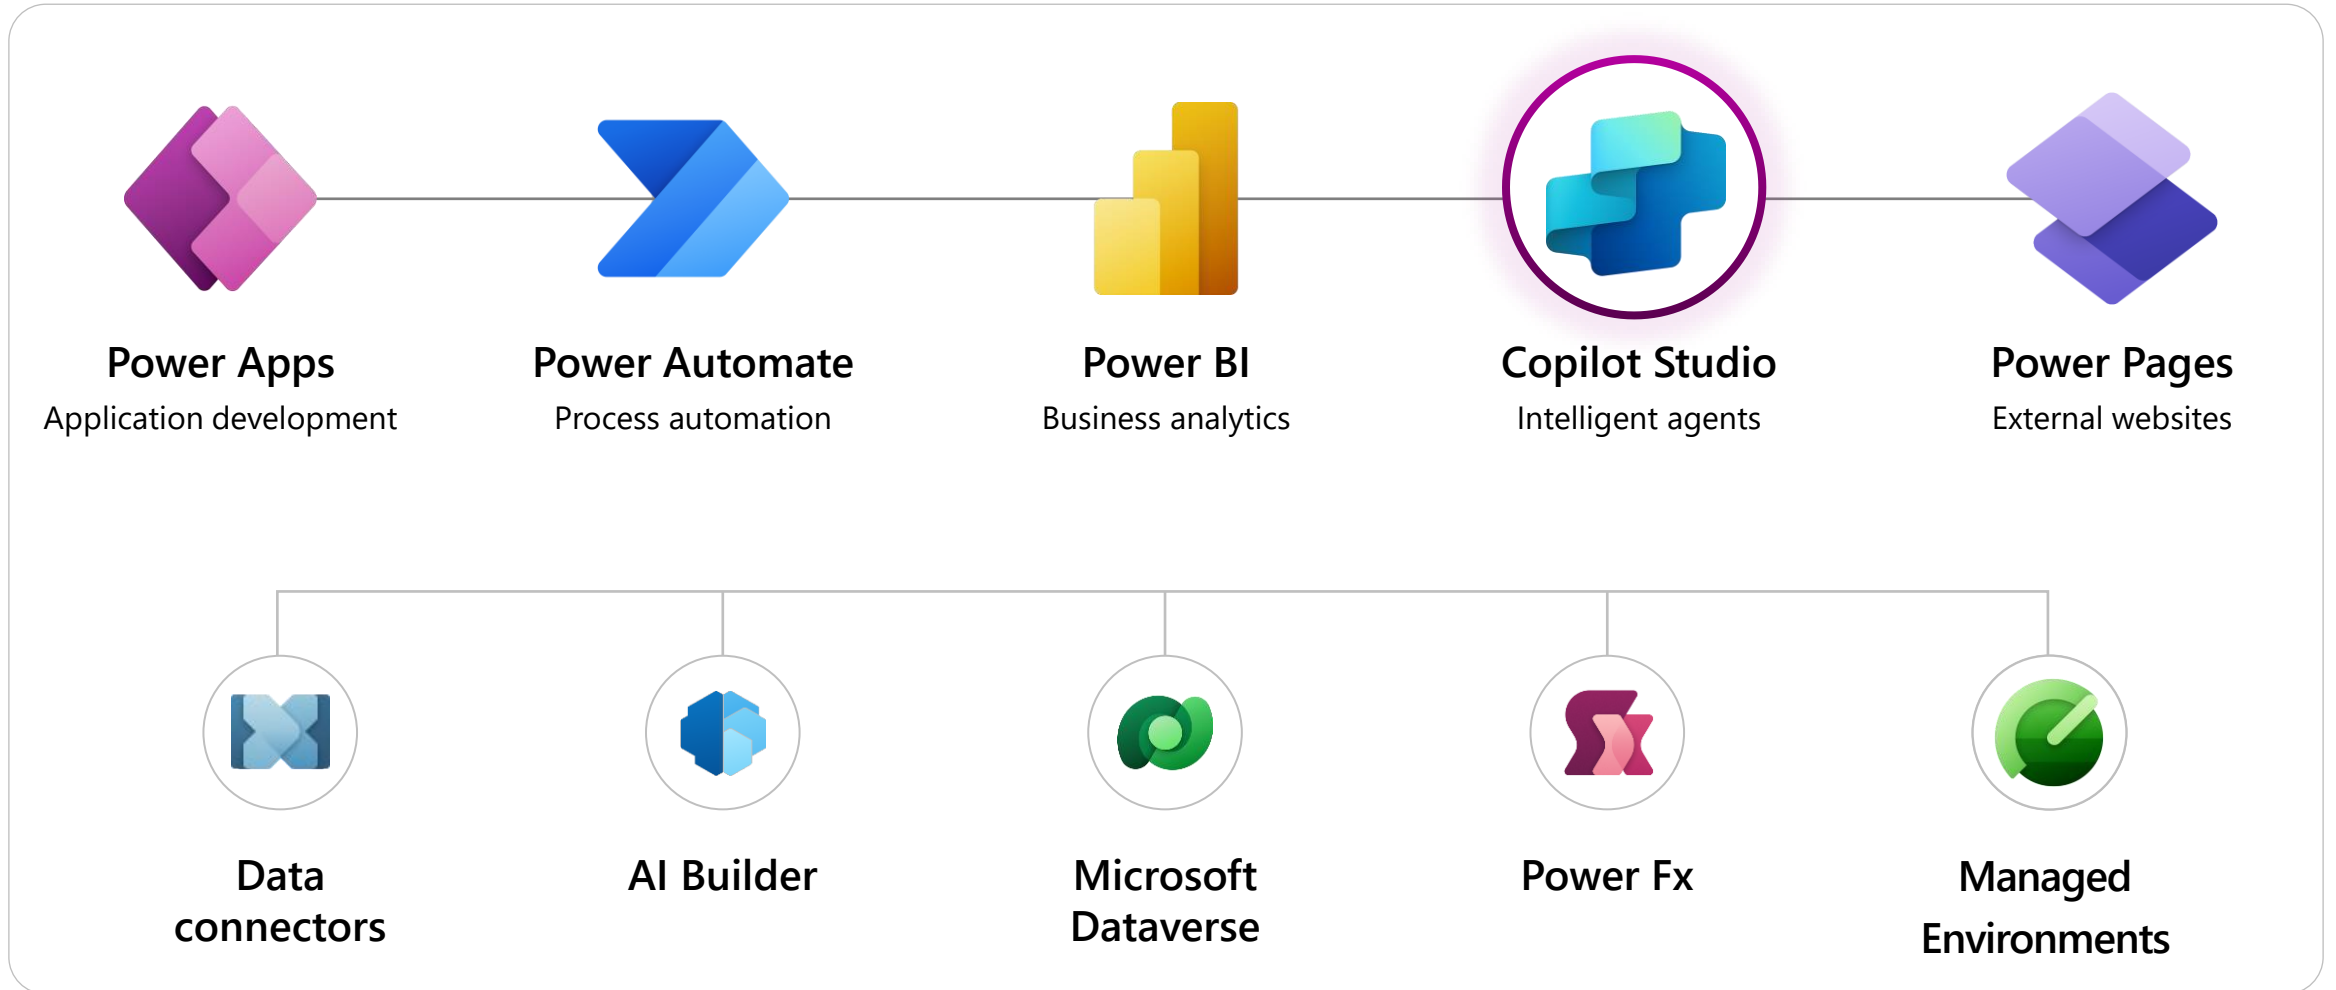 Power Apps
Application development
Power Automate
Process automation
Power BI
Business analytics
Copilot Studio
Intelligent agents
Power Pages
External websites
Data
connectors
AI Builder
Microsoft
Dataverse
Power Fx
Managed
Environments